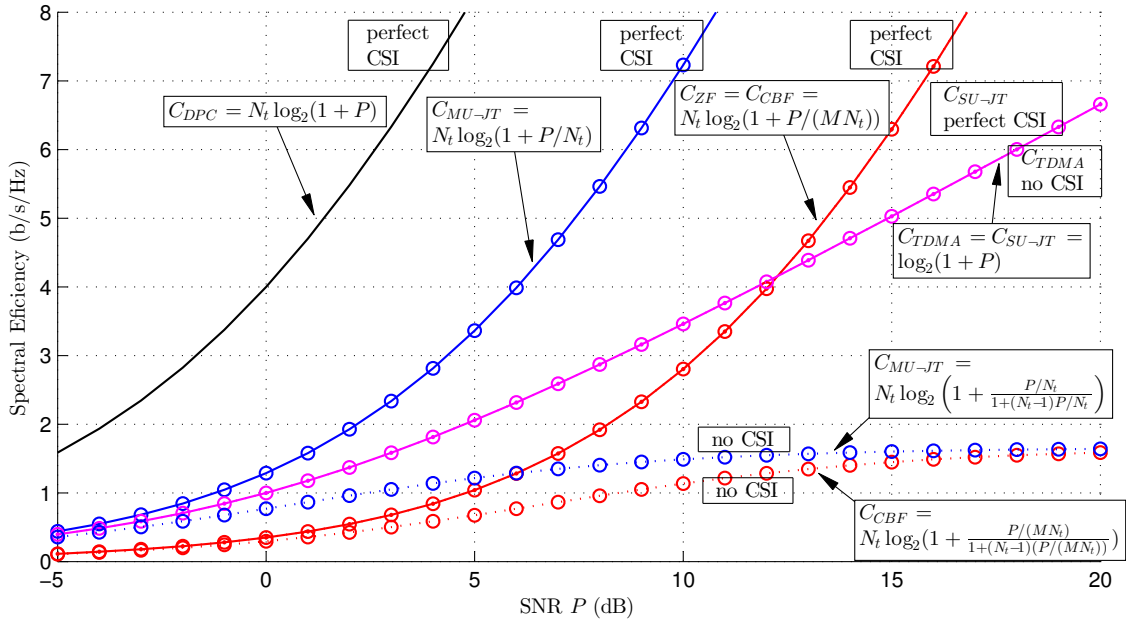 8
7
6
5
4
3
2
1
0
Spectral Eficiency (b/s/Hz)
−5
0
5
10
15
20
SNR P (dB)
perfect
CSI
perfect
CSI
perfect
CSI
C_{DPC} = N_t log_2(1 + P)
C_{MU−JT} =
N_t log_2(1 + P/N_t)
C_{ZF} = C_{CBF} =
N_t log_2(1 + P/(MN_t))
C_{SU−JT}
perfect CSI
C_{TDMA}
no CSI
C_{TDMA} = C_{SU−JT} =
log_2(1 + P)
C_{MU−JT} =
N_t log_2 (1 + \frac{P/N_t}{1+(N_t−1)P/N_t})
no CSI
no CSI
C_{CBF} =
N_t log_2(1 + \frac{P/(MN_t)}{1+(N_t−1)(P/(MN_t))})